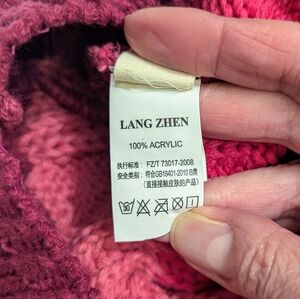 LANG ZHEN
100% ACRYLIC
执行标准: FZ/T 73017-2008
安全类别: 符合GB18401-2010 B类
(直接接触皮肤的产品)